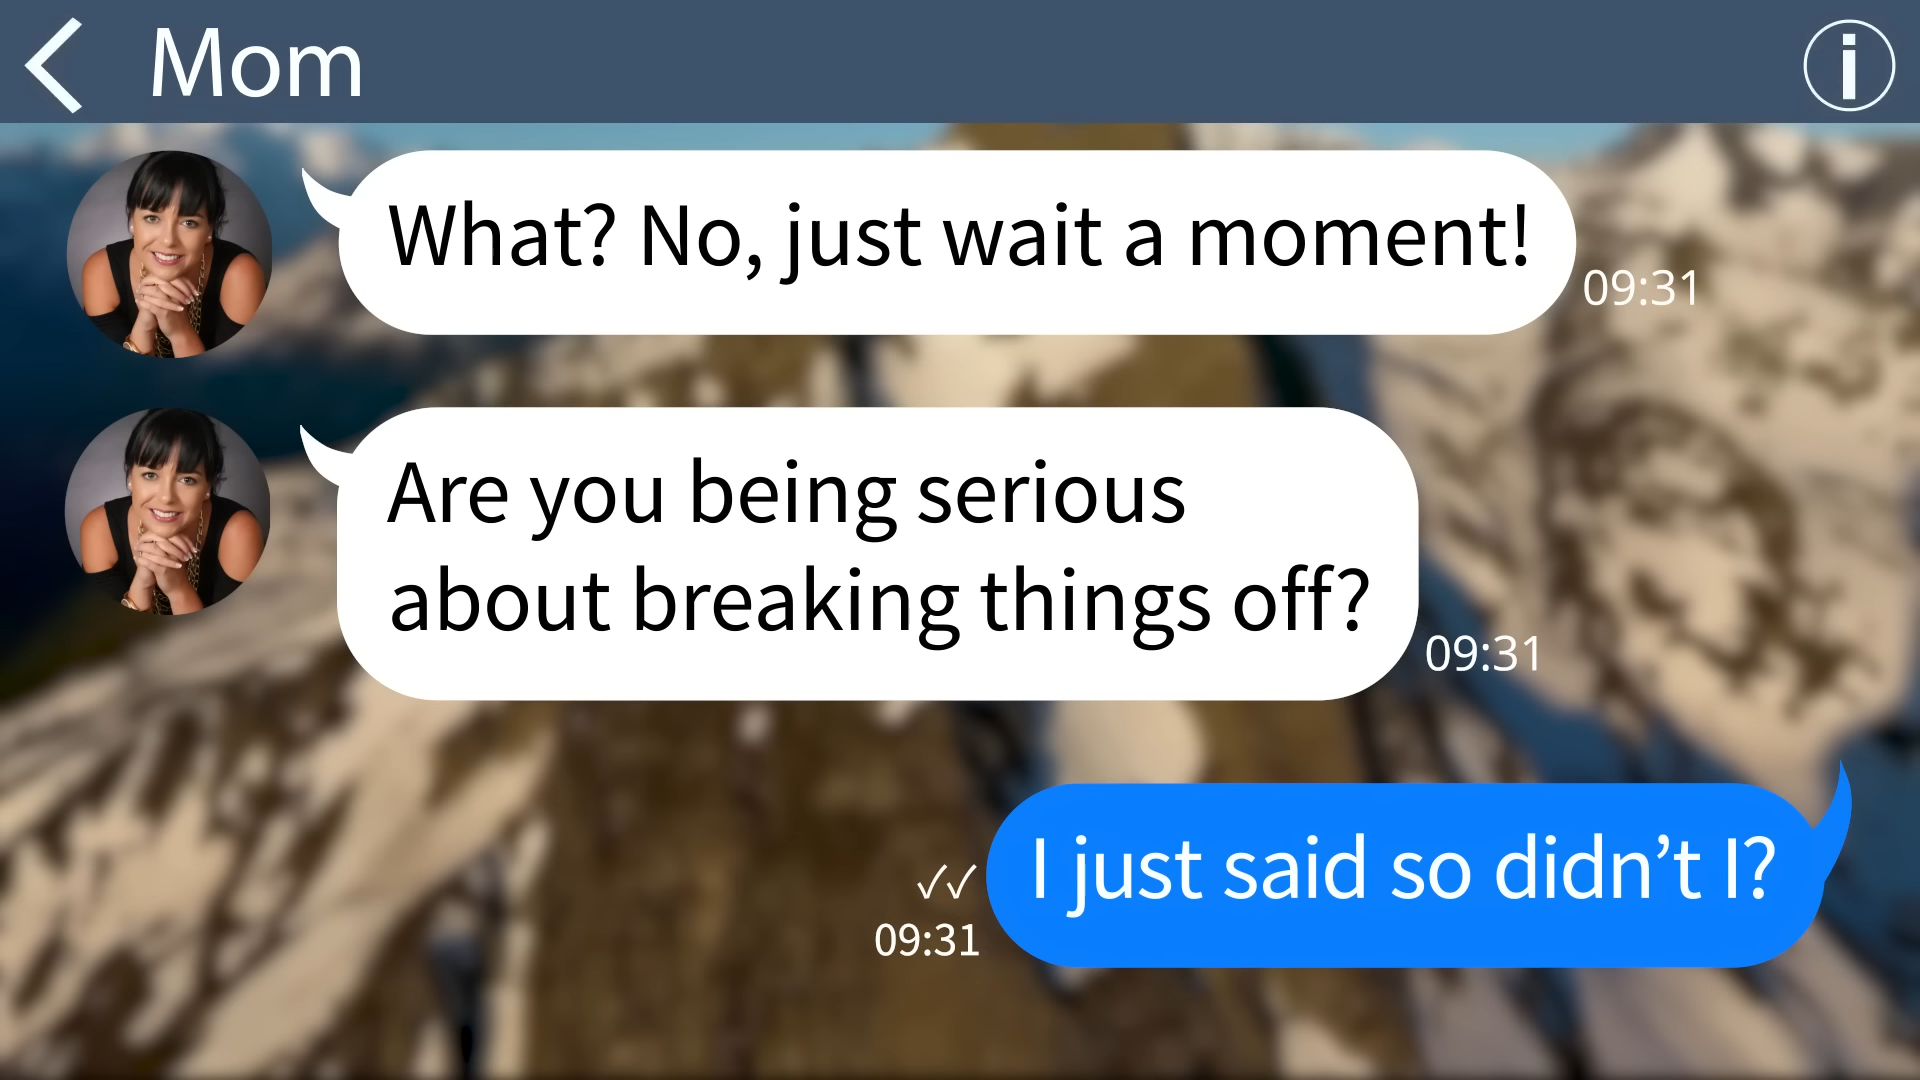 Mom
What? No, just wait a moment!
09:31
Are you being serious
about breaking things off?
09:31
I just said so didn’t I?
09:31